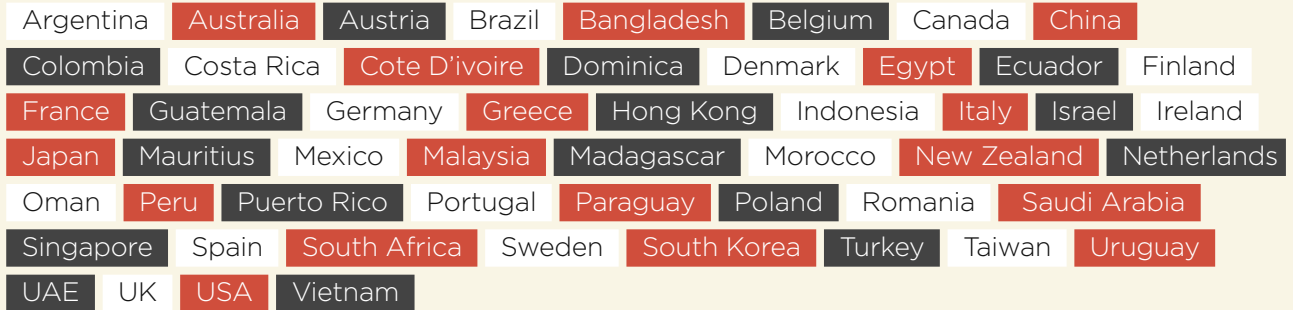 Argentina Australia Austria Brazil Bangladesh Belgium Canada China
Colombia Costa Rica Cote D’ivoire Dominica Denmark Egypt Ecuador Finland
France Guatemala Germany Greece Hong Kong Indonesia Italy Israel Ireland
Japan Mauritius Mexico Malaysia Madagascar Morocco New Zealand Netherlands
Oman Peru Puerto Rico Portugal Paraguay Poland Romania Saudi Arabia
Singapore Spain South Africa Sweden South Korea Turkey Taiwan Uruguay
UAE UK USA Vietnam